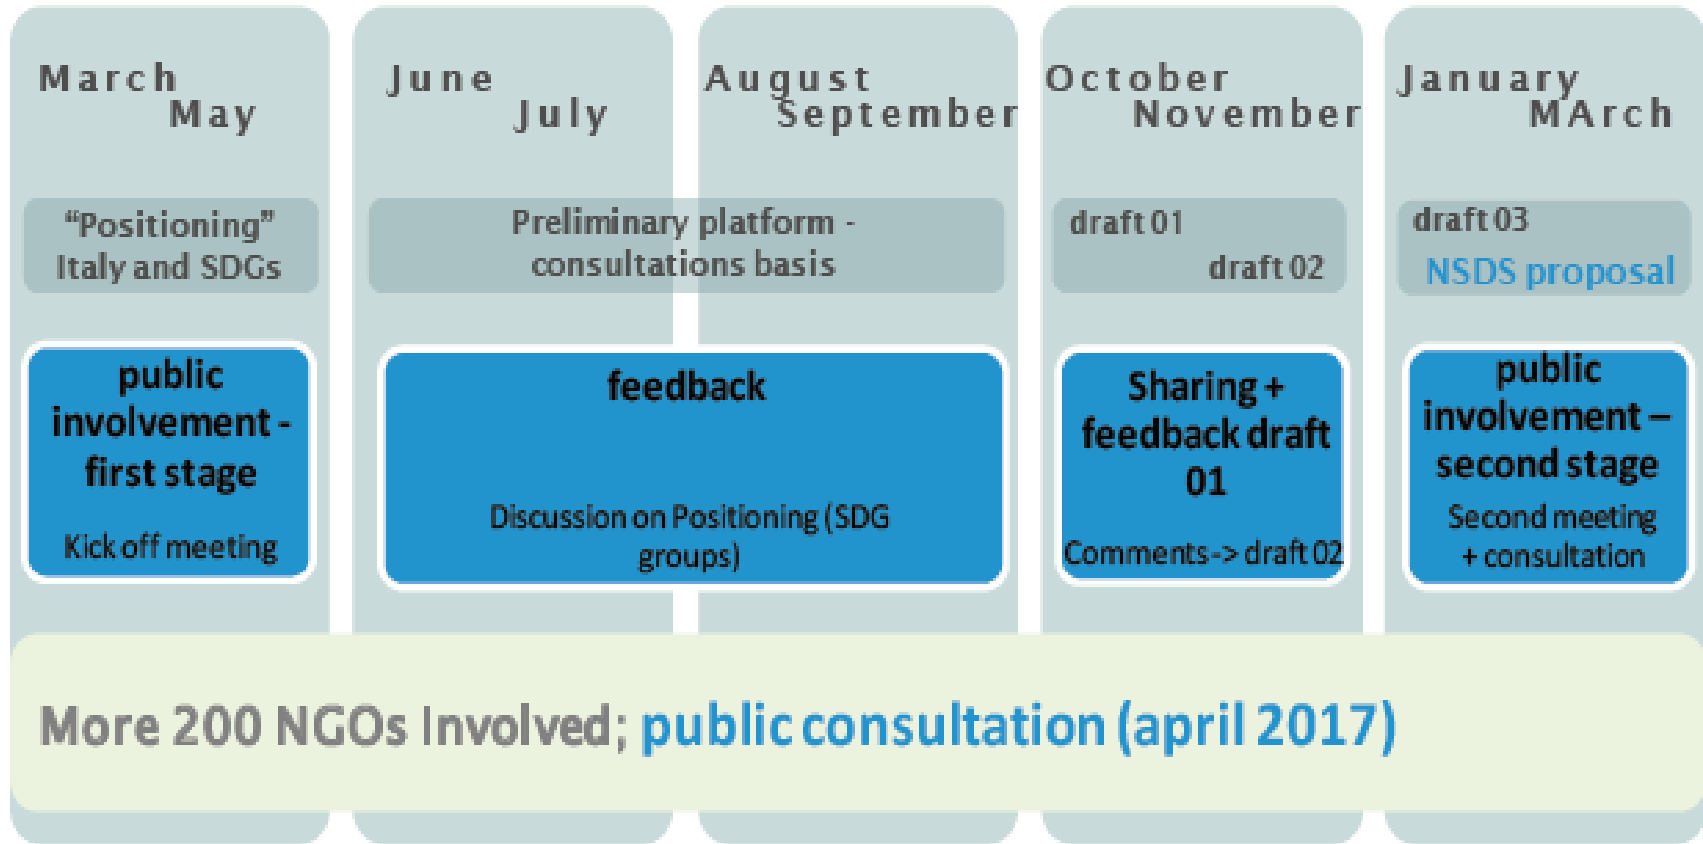 March
May
June
July
August
September
October
November
January
MArch
“Positioning”
Italy and SDGs
Preliminary platform -
consultations basis
draft 01
draft 02
draft 03
NSDS proposal
public
involvement -
first stage
Kick off meeting
feedback
Discussion on Positioning (SDG
groups)
Sharing +
feedback draft
01
Comments-> draft 02
public
involvement –
second stage
Second meeting
+ consultation
More 200 NGOs Involved; public consultation (april 2017)